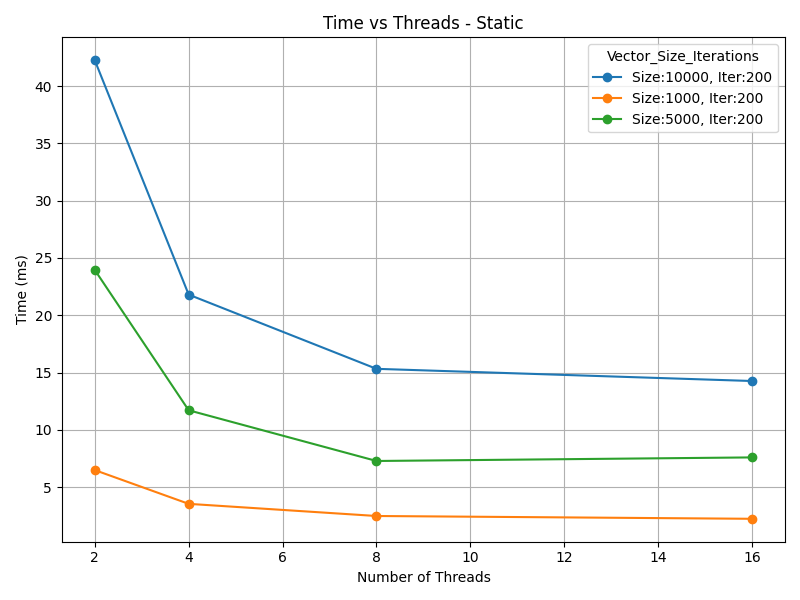 Time vs Threads - Static
Vector_Size_Iterations
Size:10000, Iter:200
Size:1000, Iter:200
Size:5000, Iter:200
Time (ms)
40
35
30
25
20
15
10
5
2 4 6 8 10 12 14 16
Number of Threads